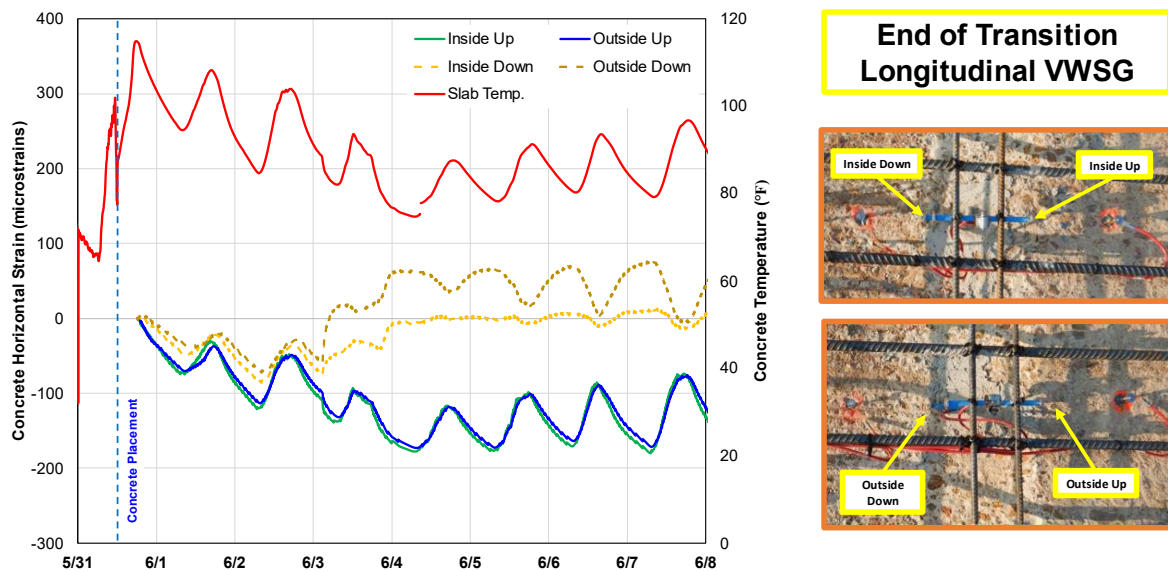 400
300
200
100
0
-100
-200
-300
Concrete Horizontal Strain (microstrains)
Inside Up
Outside Up
Inside Down
Outside Down
Slab Temp.
Concrete Placement
120
100
80
60
40
20
0
Concrete Temperature (°F)
5/31
6/1
6/2
6/3
6/4
6/5
6/6
6/7
6/8
End of Transition
Longitudinal VWSG
Inside Down
Inside Up
Outside
Down
Outside Up